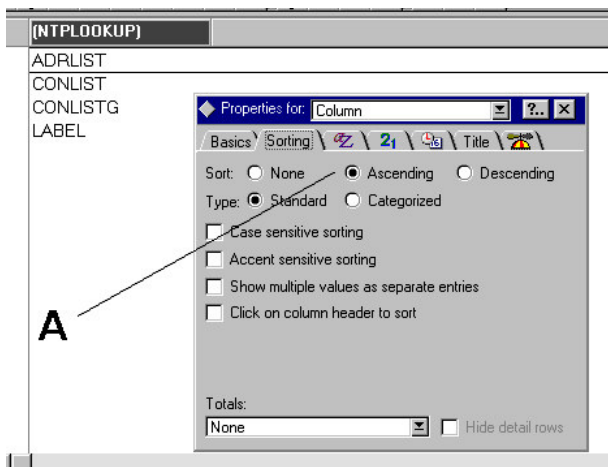 (NTPLOOKUP)
ADRLIST
CONLIST
CONLISTG
LABEL
Properties for: Column ?..
Basics Sorting 21 16 Title
Sort: None Ascending Descending
Type: Standard Categorized
Case sensitive sorting
Accent sensitive sorting
Show multiple values as separate entries
Click on column header to sort
A
Totals:
None Hide detail rows